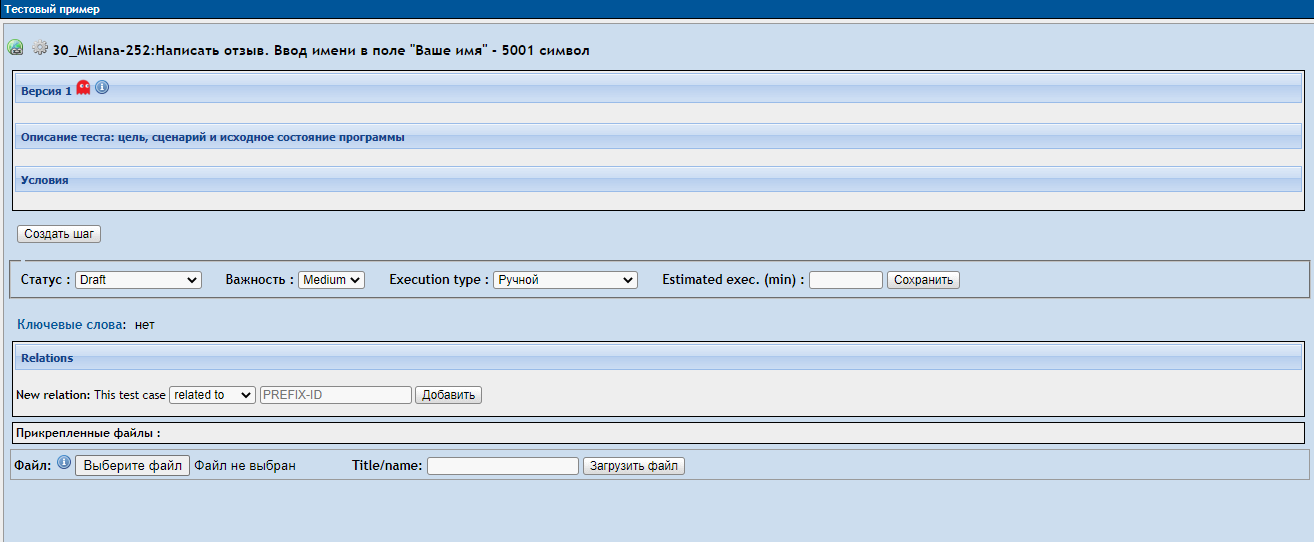 Тестовый пример
30_Milana-252:Написать отзыв. Ввод имени в поле "Ваше имя" - 5001 символ
Версия 1
Описание теста: цель, сценарий и исходное состояние программы
Условия
Создать шаг
Статус : Draft Важность : Medium Execution type : Ручной Estimated exec. (min) : Сохранить
Ключевые слова: нет
Relations
New relation: This test case related to PREFIX-ID Добавить
Прикрепленные файлы :
Файл: Выберите файл Файл не выбран Title/name: Загрузить файл